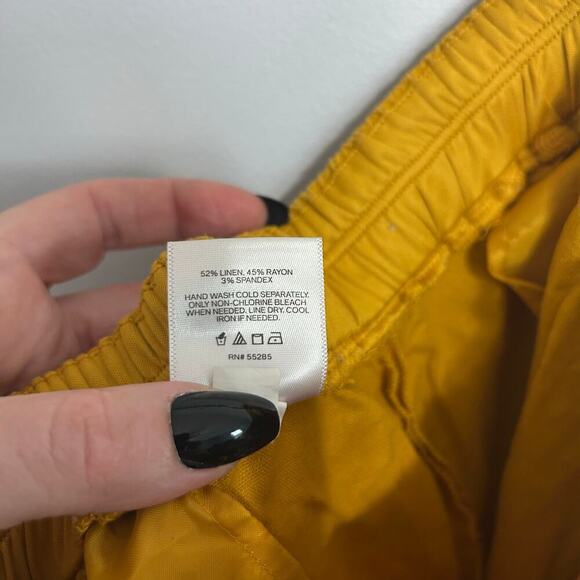 52% LINEN, 45% RAYON
3% SPANDEX
HAND WASH COLD SEPARATELY.
ONLY NON-CHLORINE BLEACH
WHEN NEEDED. LINE DRY. COOL
IRON IF NEEDED.
RN# 55285